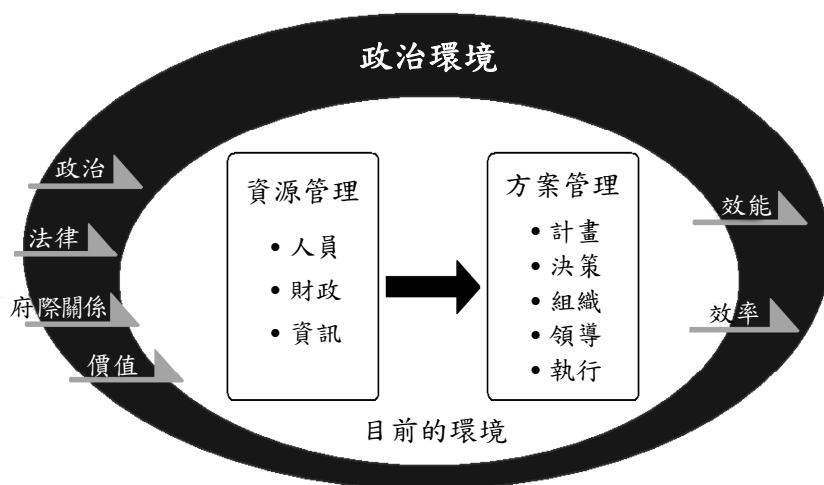 政治環境
政治
法律
府際關係
價值
資源管理
• 人員
• 財政
• 資訊
方案管理
• 計畫
• 決策
• 組織
• 領導
• 執行
效能
效率
目前的環境